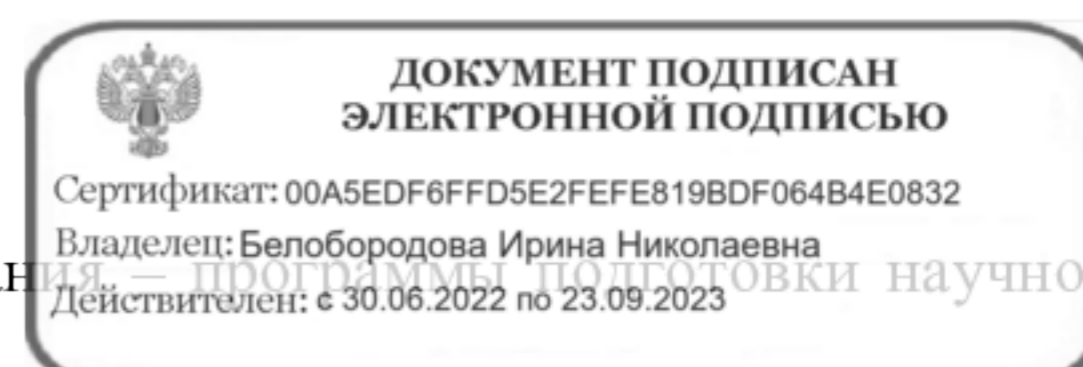 ДОКУМЕНТ ПОДПИСАН
ЭЛЕКТРОННОЙ ПОДПИСЬЮ
Сертификат: 00A5EDF6FFD5E2FEFE819BDF064B4E0832
Владелец: Белобородова Ирина Николаевна
ния – программы подготовки научно
Действителен: с 30.06.2022 по 23.09.2023